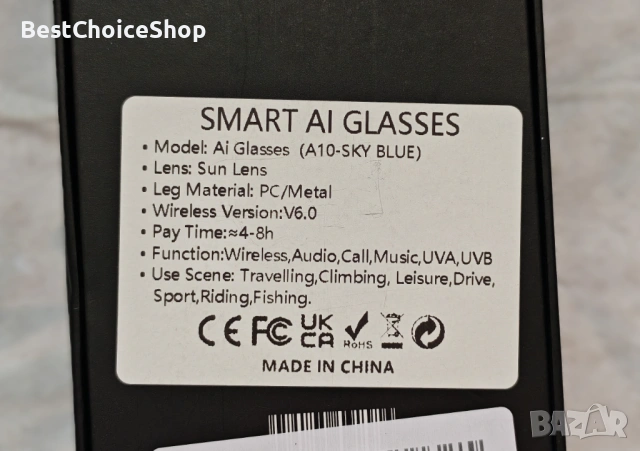 BestChoiceShop
SMART AI GLASSES
• Model: Ai Glasses (A10-SKY BLUE)
• Lens: Sun Lens
• Leg Material: PC/Metal
• Wireless Version:V6.0
• Pay Time:≈4-8h
• Function:Wireless,Audio,Call,Music,UVA,UVB
• Use Scene: Travelling,Climbing, Leisure,Drive,
Sport,Riding,Fishing.
CE FC UK CA RoHS
MADE IN CHINA
BAZAR